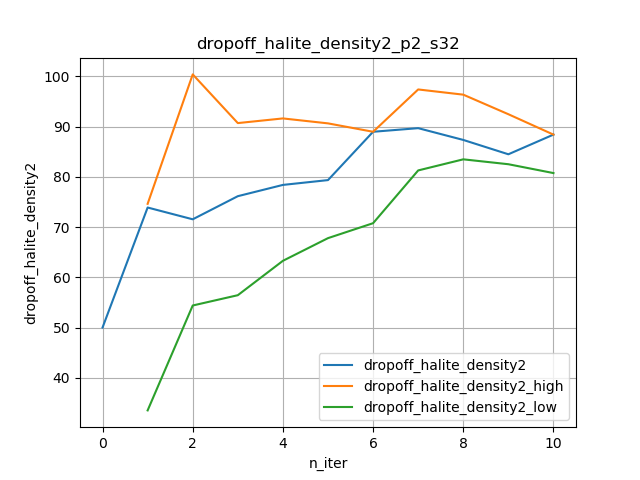 dropoff_halite_density2_p2_s32
100
90
80
70
60
50
40
dropoff_halite_density2
0
2
4
6
8
10
n_iter
dropoff_halite_density2
dropoff_halite_density2_high
dropoff_halite_density2_low